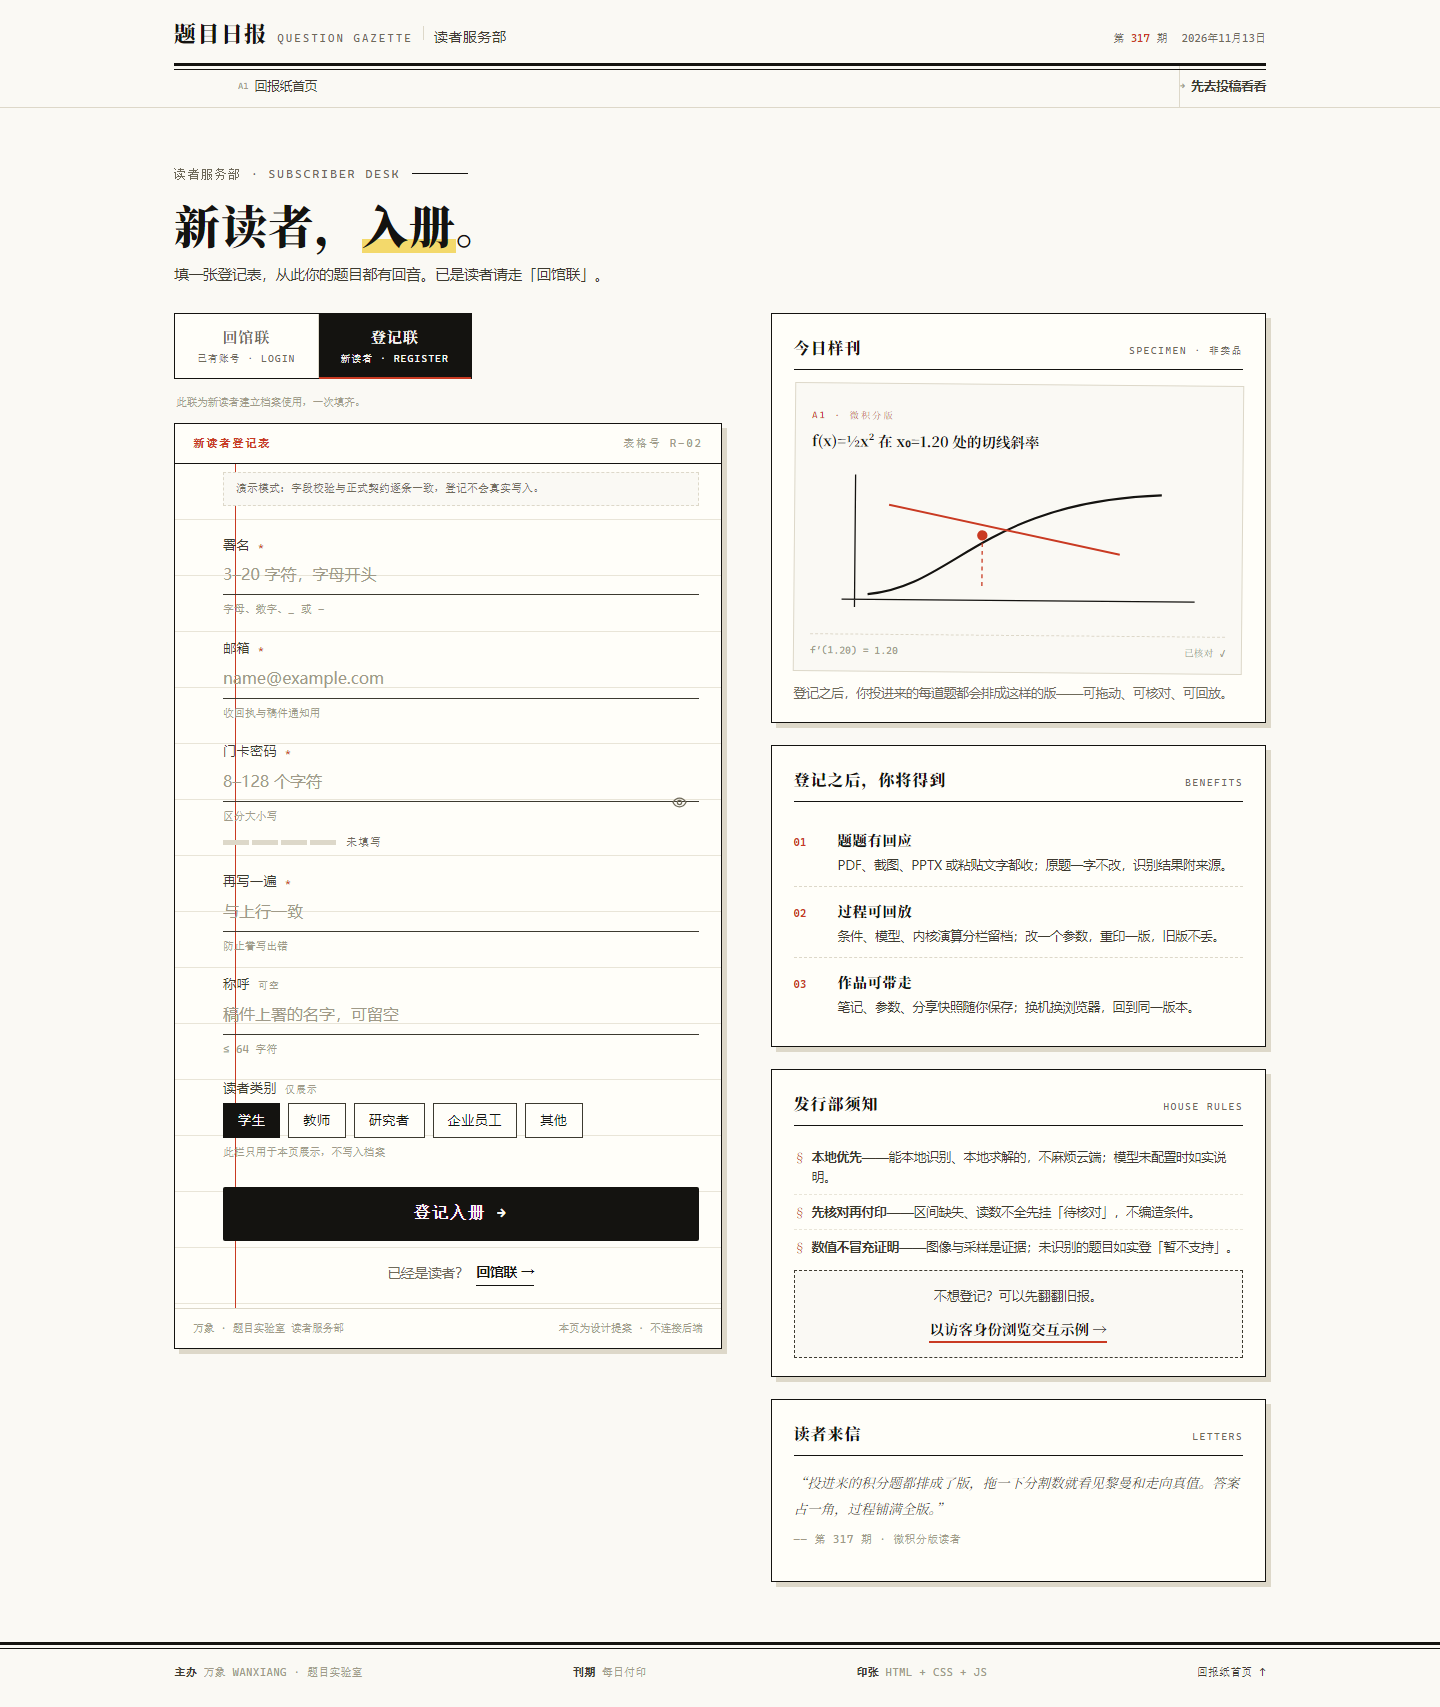 题目日报 QUESTION GAZETTE 读者服务部
第 317 期 2026年11月13日
A1 回报纸首页
先去投稿看看
读者服务部 · SUBSCRIBER DESK
新读者，入册。
填一张登记表，从此你的题目都有回音。已是读者请走「回馆联」。
回馆联
已有账号 · LOGIN
登记联
新读者 · REGISTER
此联为新读者建立档案使用，一次填齐。
新读者登记表 表格号 R-02
演示模式：字段校验与正式契约逐条一致，登记不会真实写入。
署名 *
3–20 字符，字母开头
字母、数字、_ 或 -
邮箱 *
name@example.com
收回执与稿件通知用
门卡密码 *
8–128 个字符
区分大小写
未填写
再写一遍 *
与上行一致
防止誊写出错
称呼 可空
稿件上署的名字，可留空
≤ 64 字符
读者类别 仅展示
学生 教师 研究者 企业员工 其他
此栏只用于本页展示，不写入档案
登记入册 →
已经是读者？ 回馆联 →
万象 · 题目实验室 读者服务部 本页为设计提案 · 不连接后端
今日样刊 SPECIMEN · 非卖品
A1 · 微积分版
f(x)=½x² 在 x₀=1.20 处的切线斜率
f′(1.20) = 1.20 已核对 ✓
登记之后，你投进来的每道题都会排成这样的版——可拖动、可核对、可回放。
登记之后，你将得到 BENEFITS
01 题题有回应
PDF、截图、PPTX 或粘贴文字都收；原题一字不改，识别结果附来源。
02 过程可回放
条件、模型、内核演算分栏留档；改一个参数，重印一版，旧版不丢。
03 作品可带走
笔记、参数、分享快照随你保存；换机换浏览器，回到同一版本。
发行部须知 HOUSE RULES
§ 本地优先——能本地识别、本地求解的，不麻烦云端；模型未配置时如实说
明。
§ 先核对再付印——区间缺失、读数不全先挂「待核对」，不编造条件。
§ 数值不冒充证明——图像与采样是证据；未识别的题目如实登「暂不支持」。
不想登记？可以先翻翻旧报。
以访客身份浏览交互示例 →
读者来信 LETTERS
“投进来的积分题都排成了版，拖一下分割数就看见黎曼和走向真值。答案
占一角，过程铺满全版。”
—— 第 317 期 · 微积分版读者
主办 万象 WANXIANG · 题目实验室 刊期 每日付印 印张 HTML + CSS + JS 回报纸首页 ↑